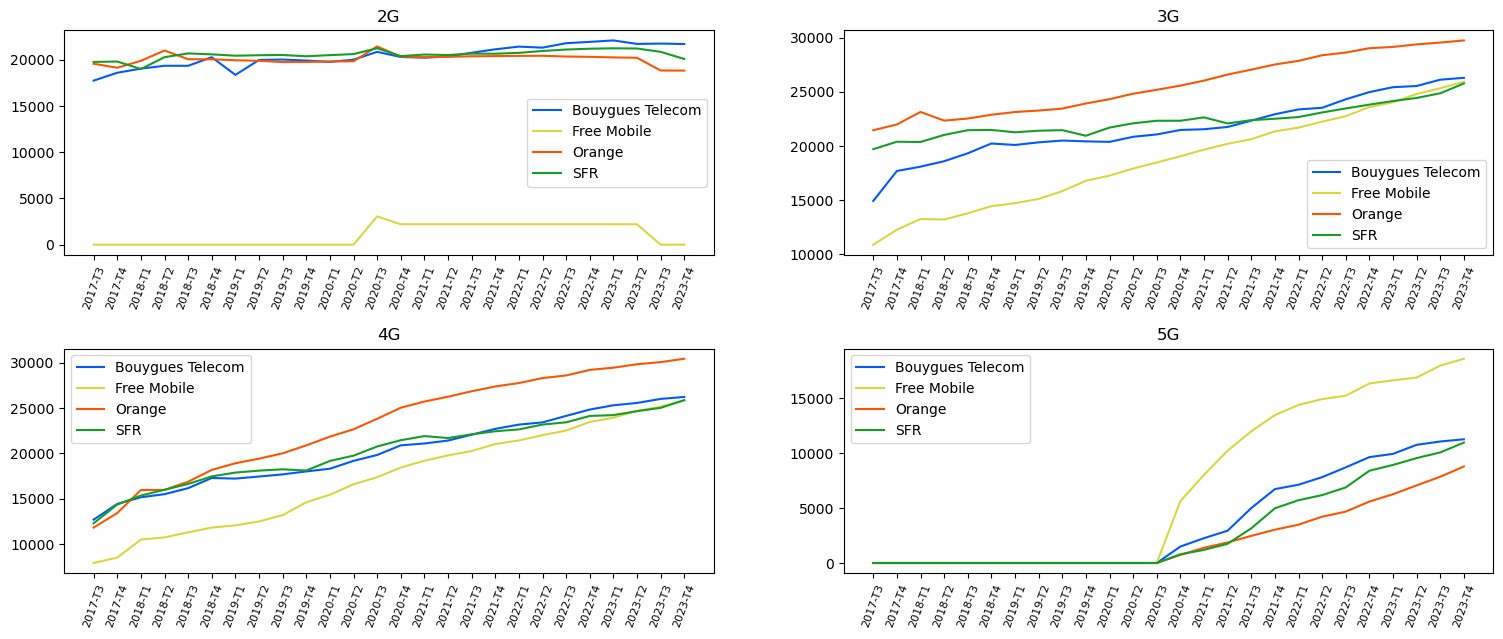 2G
20000
15000
10000
5000
0
Bouygues Telecom
Free Mobile
Orange
SFR
2017-T3
2017-T4
2018-T1
2018-T2
2018-T3
2018-T4
2019-T1
2019-T2
2019-T3
2019-T4
2020-T1
2020-T2
2020-T3
2020-T4
2021-T1
2021-T2
2021-T3
2021-T4
2022-T1
2022-T2
2022-T3
2022-T4
2023-T1
2023-T2
2023-T3
2023-T4
3G
30000
25000
20000
15000
10000
Bouygues Telecom
Free Mobile
Orange
SFR
2017-T3
2017-T4
2018-T1
2018-T2
2018-T3
2018-T4
2019-T1
2019-T2
2019-T3
2019-T4
2020-T1
2020-T2
2020-T3
2020-T4
2021-T1
2021-T2
2021-T3
2021-T4
2022-T1
2022-T2
2022-T3
2022-T4
2023-T1
2023-T2
2023-T3
2023-T4
4G
30000
25000
20000
15000
10000
Bouygues Telecom
Free Mobile
Orange
SFR
2017-T3
2017-T4
2018-T1
2018-T2
2018-T3
2018-T4
2019-T1
2019-T2
2019-T3
2019-T4
2020-T1
2020-T2
2020-T3
2020-T4
2021-T1
2021-T2
2021-T3
2021-T4
2022-T1
2022-T2
2022-T3
2022-T4
2023-T1
2023-T2
2023-T3
2023-T4
5G
15000
10000
5000
0
Bouygues Telecom
Free Mobile
Orange
SFR
2017-T3
2017-T4
2018-T1
2018-T2
2018-T3
2018-T4
2019-T1
2019-T2
2019-T3
2019-T4
2020-T1
2020-T2
2020-T3
2020-T4
2021-T1
2021-T2
2021-T3
2021-T4
2022-T1
2022-T2
2022-T3
2022-T4
2023-T1
2023-T2
2023-T3
2023-T4